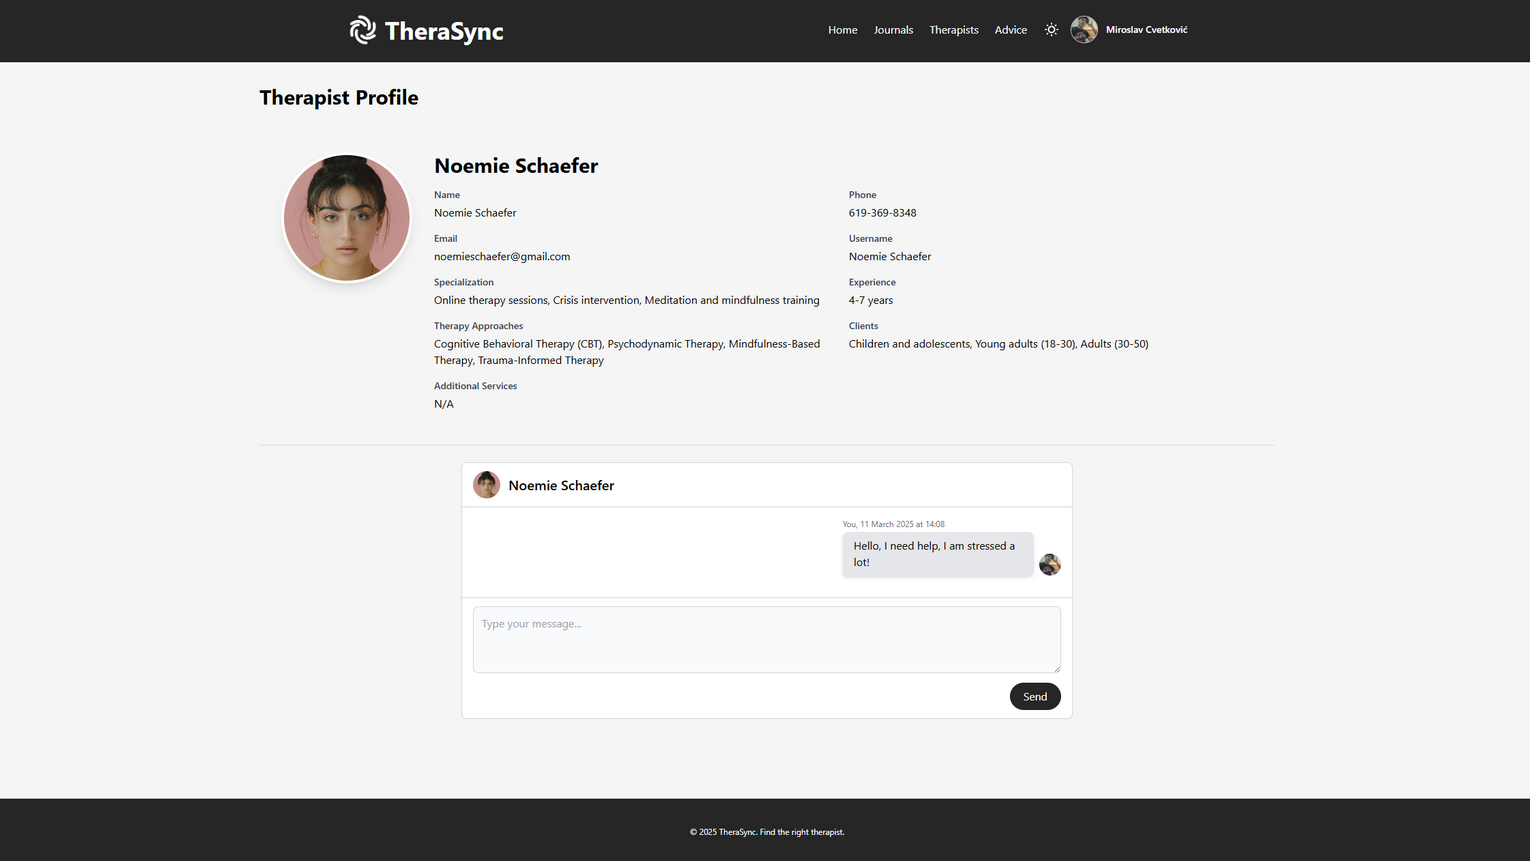 TheraSync
Home Journals Therapists Advice Miroslav Cvetković
Therapist Profile
Noemie Schaefer
Name
Noemie Schaefer
Phone
619-369-8348
Email
noemieschaefer@gmail.com
Username
Noemie Schaefer
Specialization
Online therapy sessions, Crisis intervention, Meditation and mindfulness training
Experience
4-7 years
Therapy Approaches
Cognitive Behavioral Therapy (CBT), Psychodynamic Therapy, Mindfulness-Based
Therapy, Trauma-Informed Therapy
Clients
Children and adolescents, Young adults (18-30), Adults (30-50)
Additional Services
N/A
Noemie Schaefer
You, 11 March 2025 at 14:08
Hello, I need help, I am stressed a
lot!
Type your message...
Send
© 2025 TheraSync. Find the right therapist.